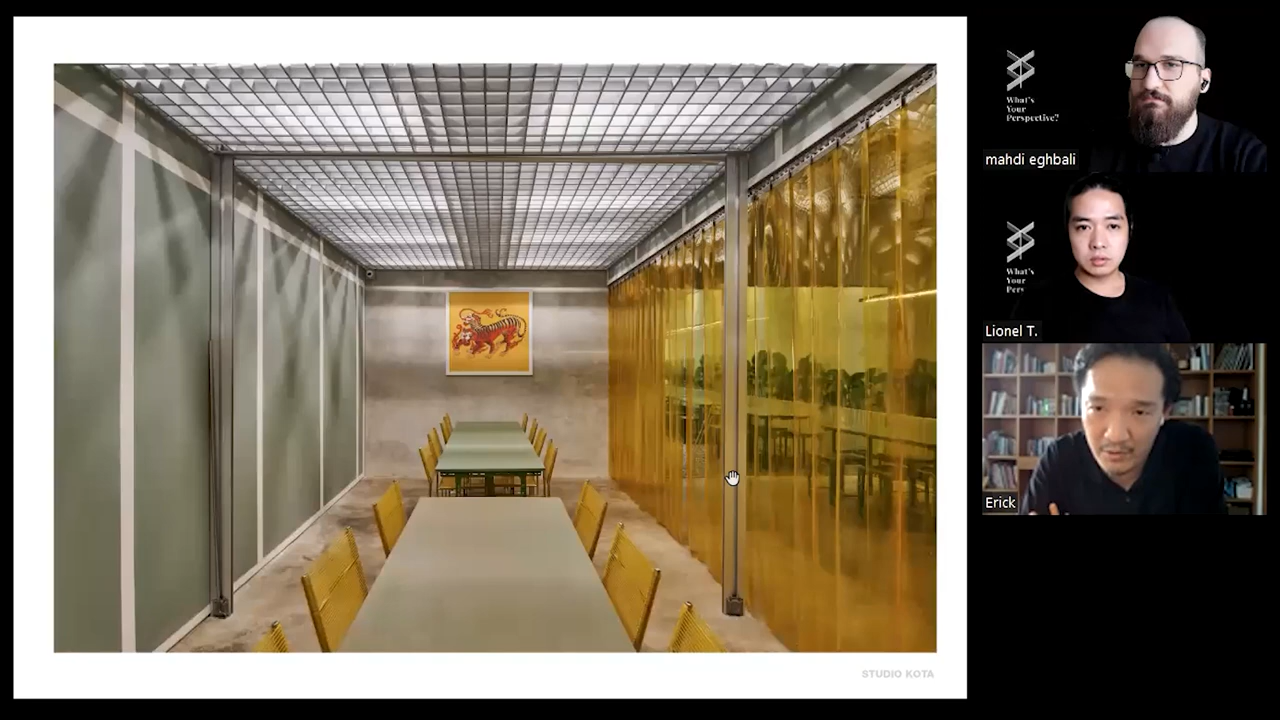 STUDIO KOTA
What's
Your
Perspective?
mahdi eghbali
What's
Your
Pers
Lionel T.
Erick